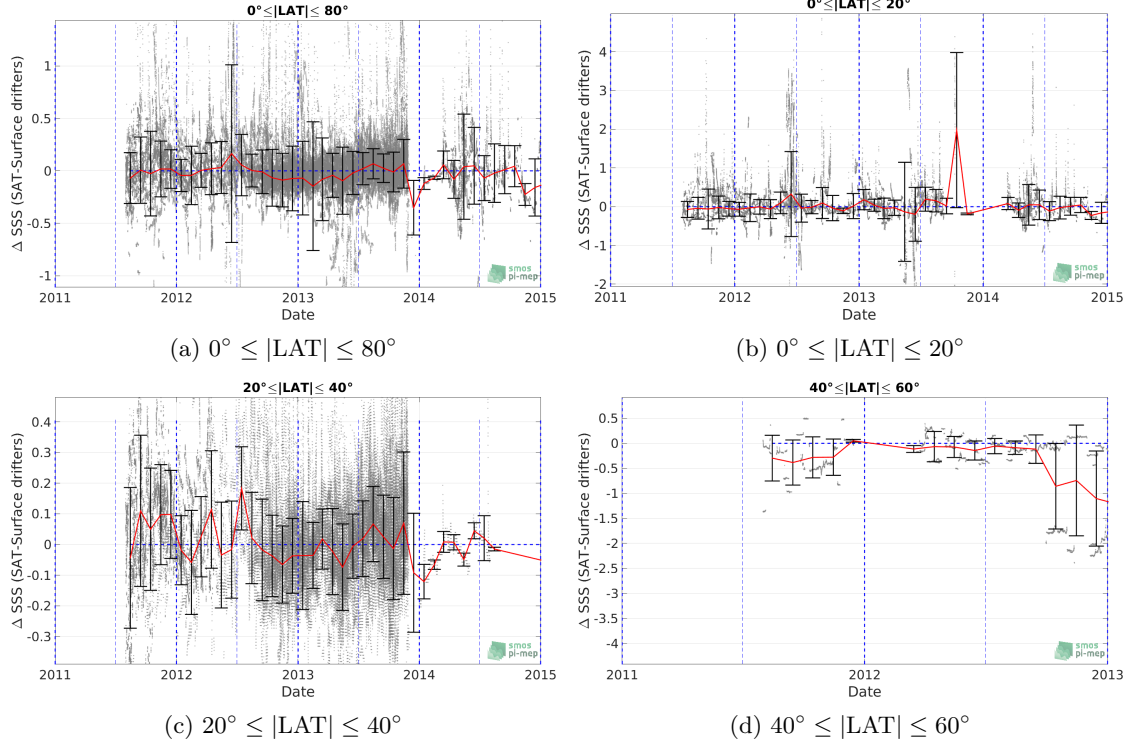 0°≤|LAT|≤ 80°
Δ SSS (SAT-Surface drifters)
1
0.5
0
-0.5
-1
2011 2012 2013 2014 2015
Date
smos
pi-mep
(a) 0° ≤ |LAT| ≤ 80°
0°≤|LAT|≤ 20°
Δ SSS (SAT-Surface drifters)
4
3
2
1
0
-1
-2
2011 2012 2013 2014 2015
Date
smos
pi-mep
(b) 0° ≤ |LAT| ≤ 20°
20°≤|LAT|≤ 40°
Δ SSS (SAT-Surface drifters)
0.4
0.3
0.2
0.1
0
-0.1
-0.2
-0.3
2011 2012 2013 2014 2015
Date
smos
pi-mep
(c) 20° ≤ |LAT| ≤ 40°
40°≤|LAT|≤ 60°
Δ SSS (SAT-Surface drifters)
0.5
0
-0.5
-1
-1.5
-2
-2.5
-3
-3.5
-4
2011 2012 2013
Date
smos
pi-mep
(d) 40° ≤ |LAT| ≤ 60°